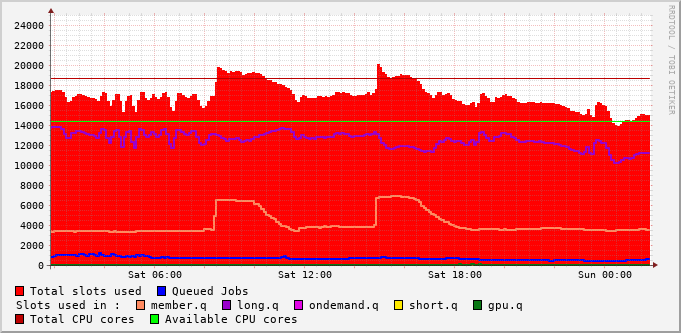 24000
22000
20000
18000
16000
14000
12000
10000
8000
6000
4000
2000
0
Sat 06:00 Sat 12:00 Sat 18:00 Sun 00:00
Total slots used Queued Jobs
Slots used in : member.q long.q ondemand.q short.q gpu.q
Total CPU cores Available CPU cores
RRDTOOL / TOBI OETIKER